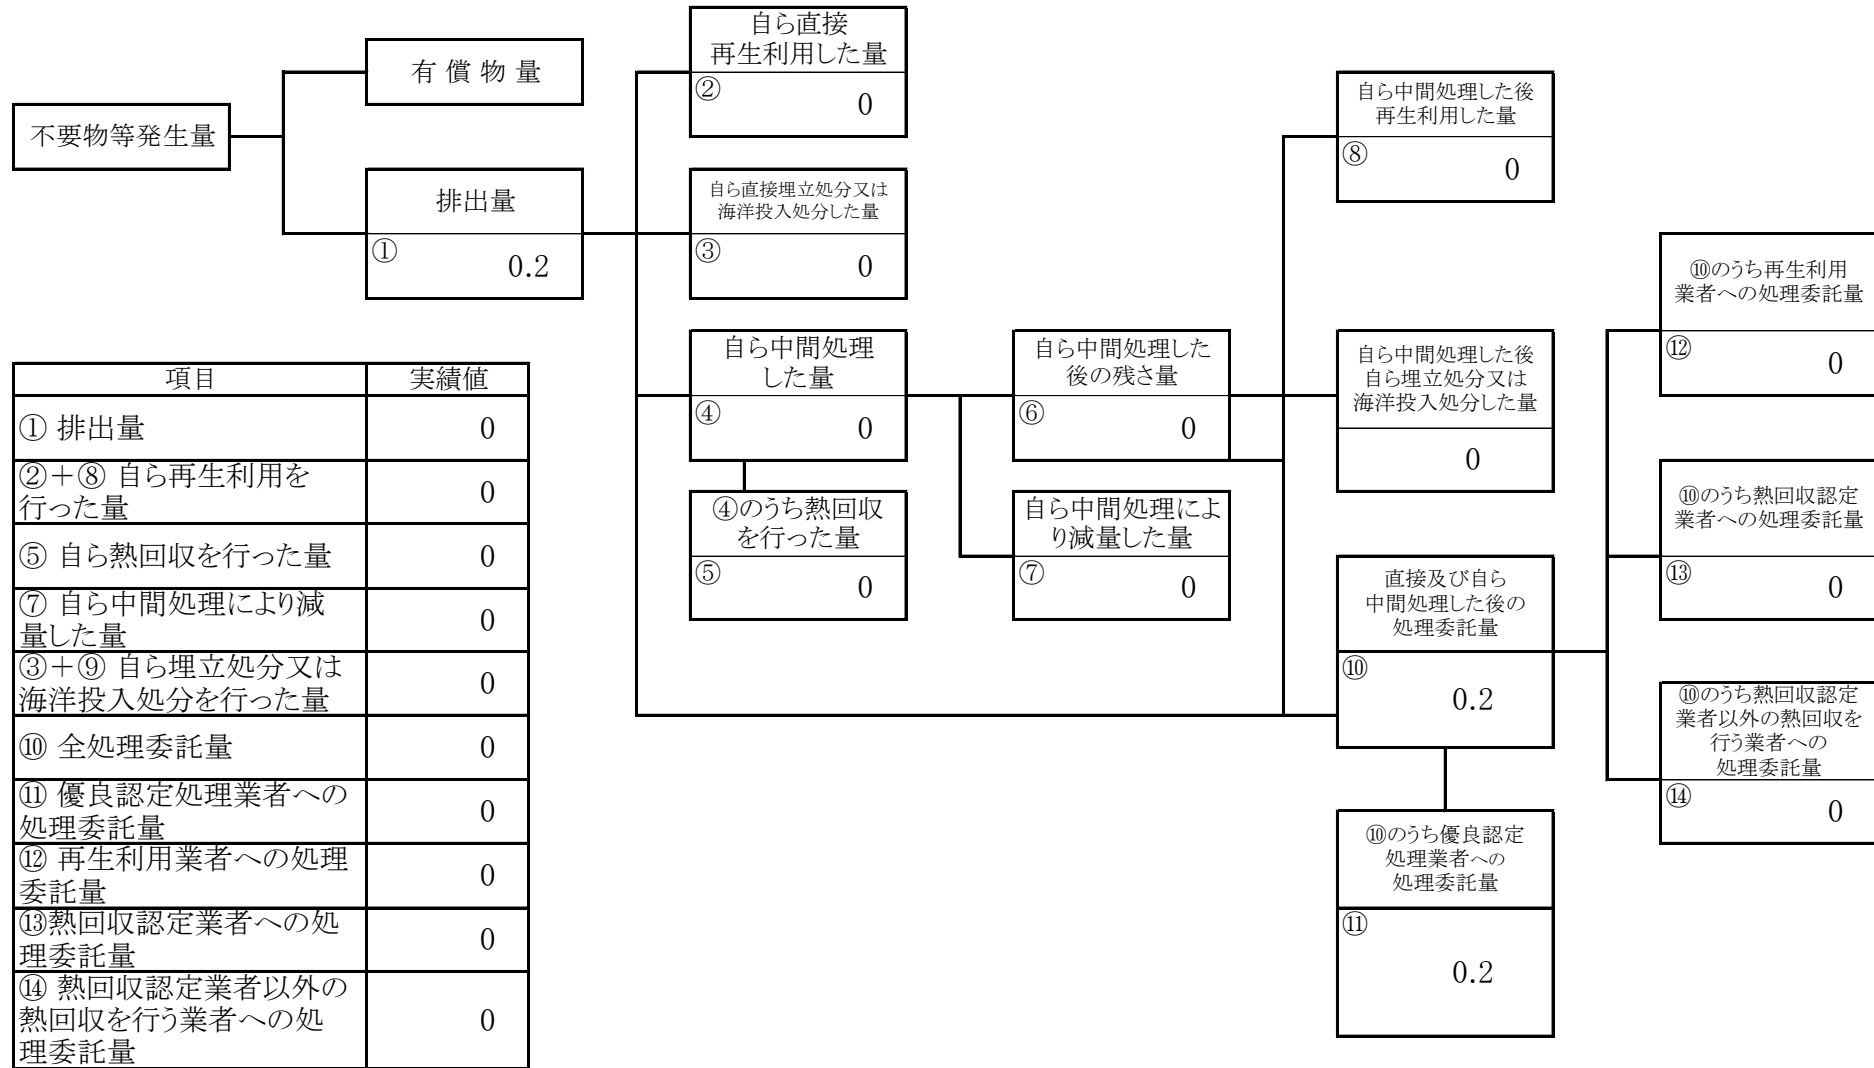 不要物等発生量
有 償 物 量
排出量
①
0.2
自ら直接
再生利用した量
②
0
自ら直接埋立処分又は
海洋投入処分した量
③
0
自ら中間処理
した量
④
0
④のうち熱回収
を行った量
⑤
0
自ら中間処理した
後の残さ量
⑥
0
自ら中間処理によ
り減量した量
⑦
0
自ら中間処理した後
再生利用した量
⑧
0
自ら中間処理した後
自ら埋立処分又は
海洋投入処分した量
0
直接及び自ら
中間処理した後の
処理委託量
⑩
0.2
⑩のうち優良認定
処理業者への
処理委託量
⑪
0.2
⑩のうち再生利用
業者への処理委託量
⑫
0
⑩のうち熱回収認定
業者への処理委託量
⑬
0
⑩のうち熱回収認定
業者以外の熱回収を
行う業者への
処理委託量
⑭
0
項目 実績値
① 排出量 0
②+⑧ 自ら再生利用を
行った量 0
⑤ 自ら熱回収を行った量 0
⑦ 自ら中間処理により減
量した量 0
③+⑨ 自ら埋立処分又は
海洋投入処分を行った量 0
⑩ 全処理委託量 0
⑪ 優良認定処理業者への
処理委託量 0
⑫ 再生利用業者への処理
委託量 0
⑬熱回収認定業者への処
理委託量 0
⑭ 熱回収認定業者以外の
熱回収を行う業者への処
理委託量 0